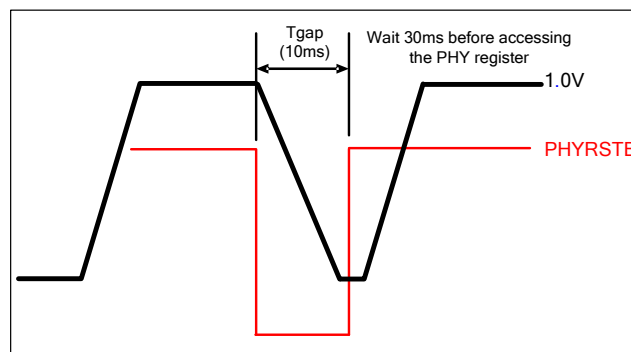 Tgap
(10ms)
Wait 30ms before accessing
the PHY register
1.0V
PHYRSTB